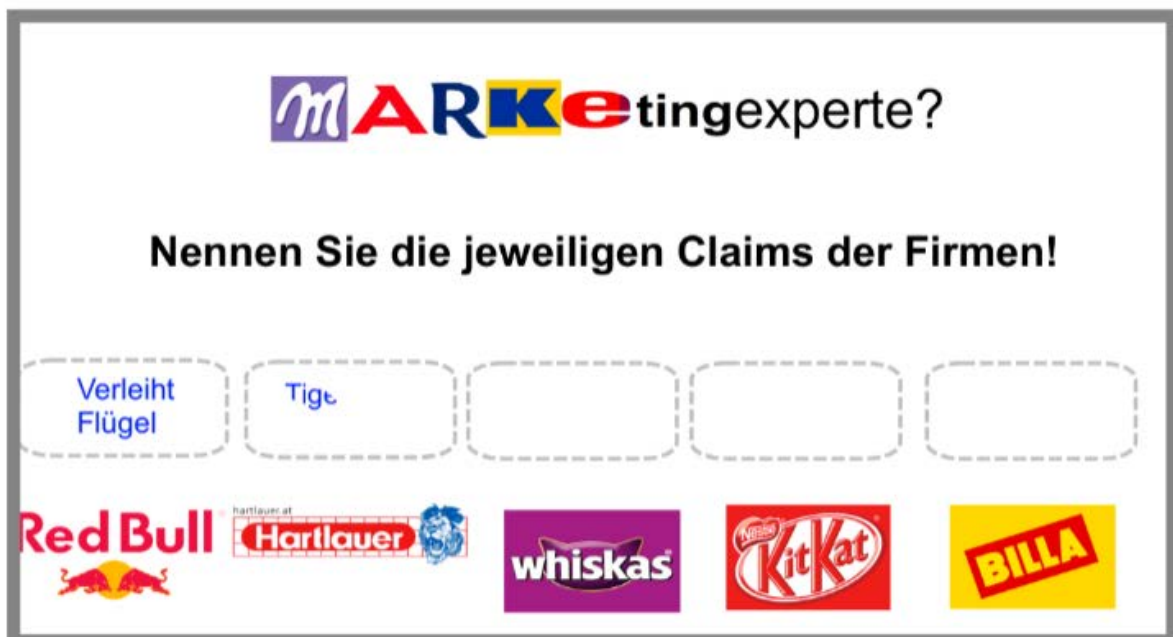 MARKetingexperte?
Nennen Sie die jeweiligen Claims der Firmen!
Verleiht
Flügel
Tige
Red Bull
hartlauer.at
Hartlauer
whiskas
Nestlé
KitKat
BILLA